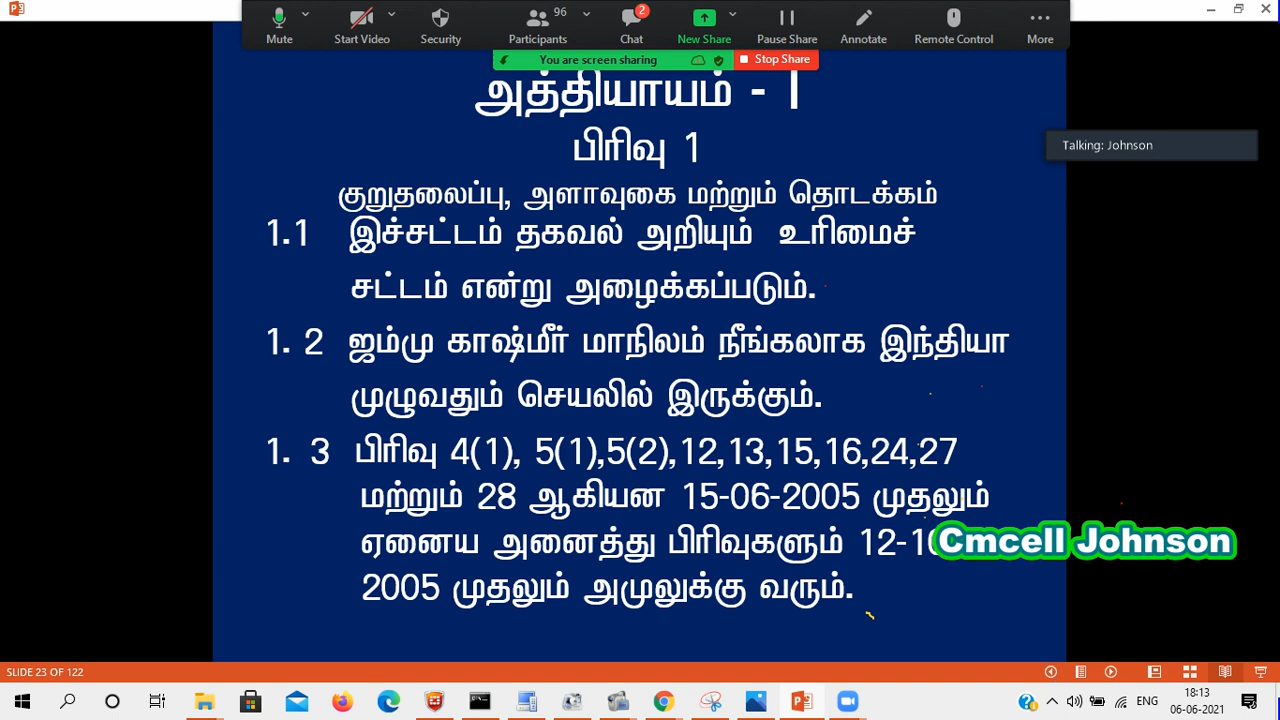 96
2
Mute
Start Video
Security
Participants
Chat
New Share
Pause Share
Annotate
Remote Control
More
You are screen sharing
Stop Share
Talking: Johnson
அத்தியாயம் - I
பிரிவு 1
குறுதலைப்பு, அளாவுகை மற்றும் தொடக்கம்
1.1 இச்சட்டம் தகவல் அறியும் உரிமைச்
சட்டம் என்று அழைக்கப்படும்.
1. 2 ஜம்மு காஷ்மீர் மாநிலம் நீங்கலாக இந்தியா
முழுவதும் செயலில் இருக்கும்.
1. 3 பிரிவு 4(1), 5(1),5(2),12,13,15,16,24,27
மற்றும் 28 ஆகியன 15-06-2005 முதலும்
ஏனைய அனைத்து பிரிவுகளும் 12-10
Cmcell Johnson
2005 முதலும் அமுலுக்கு வரும்.
SLIDE 23 OF 122
ENG
18:13
06-06-2021